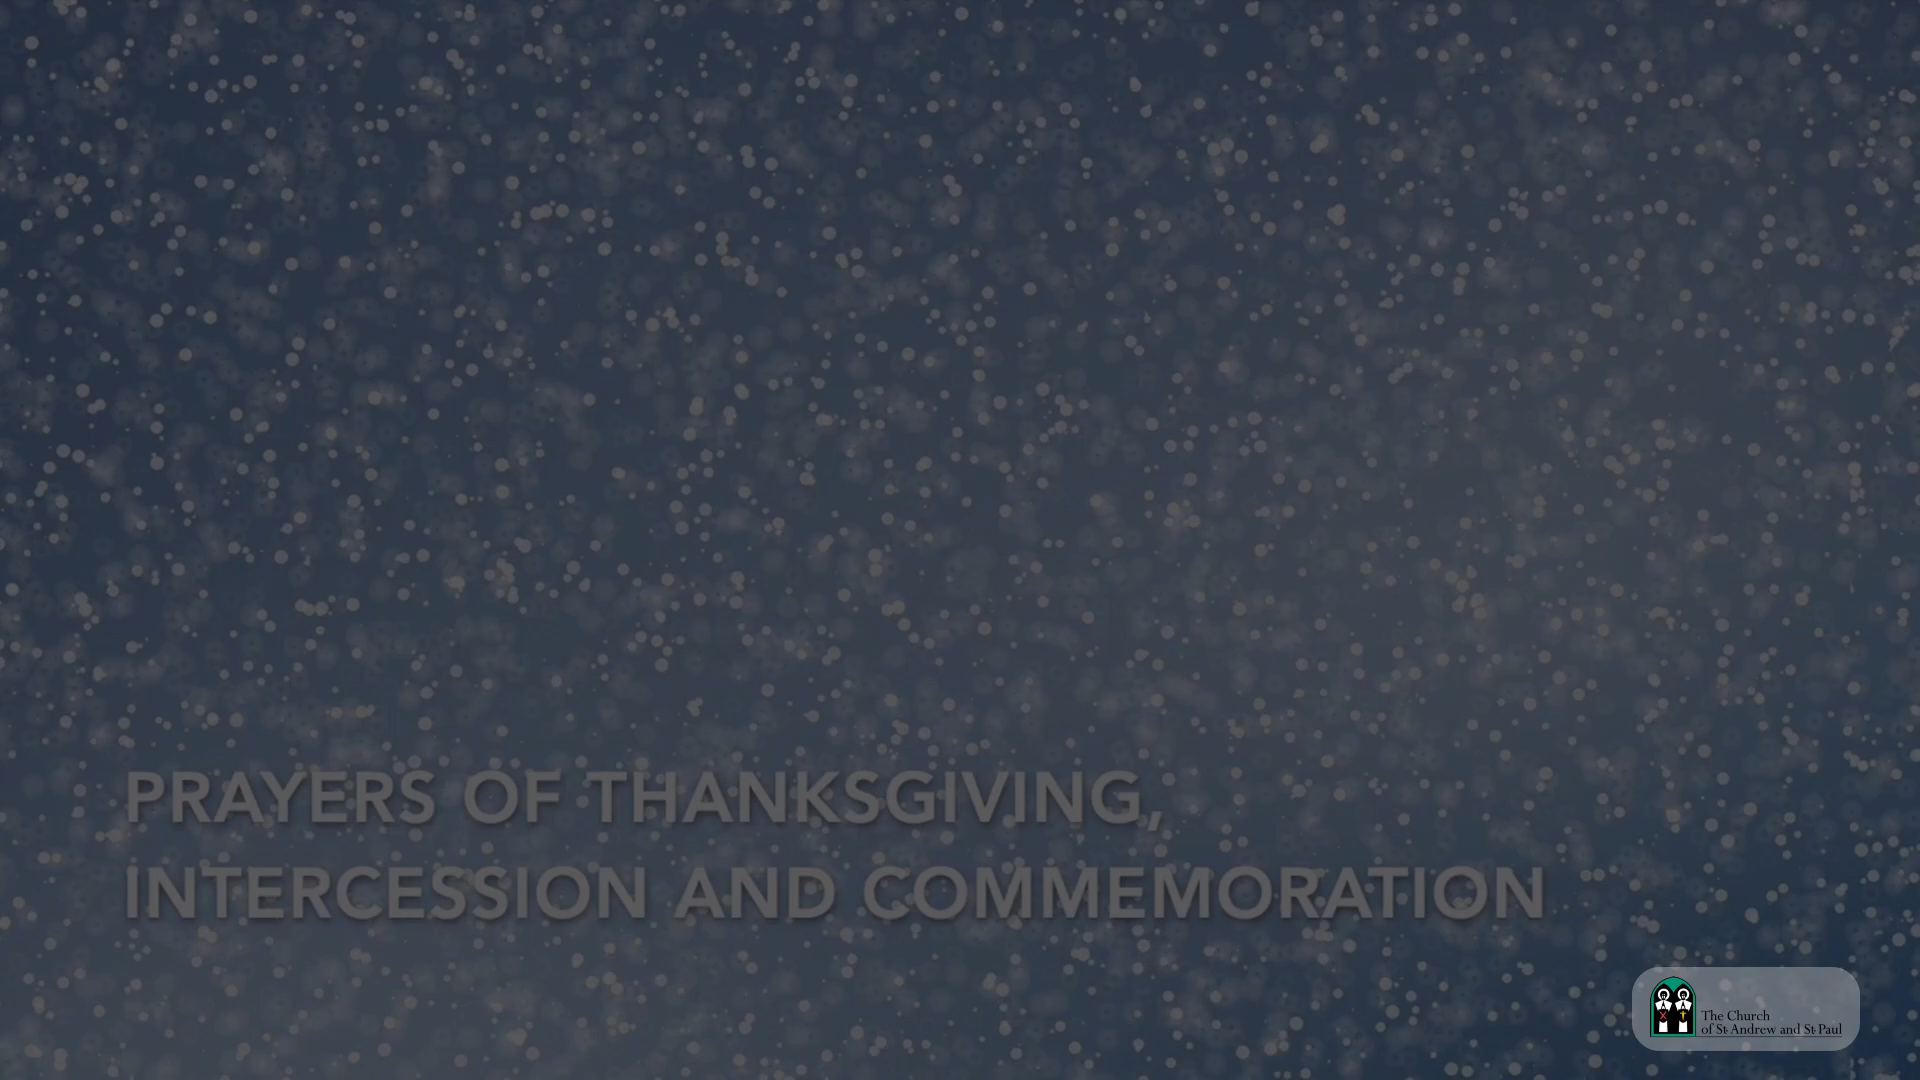 PRAYERS OF THANKSGIVING,
INTERCESSION AND COMMEMORATION
The Church
of St Andrew and St Paul